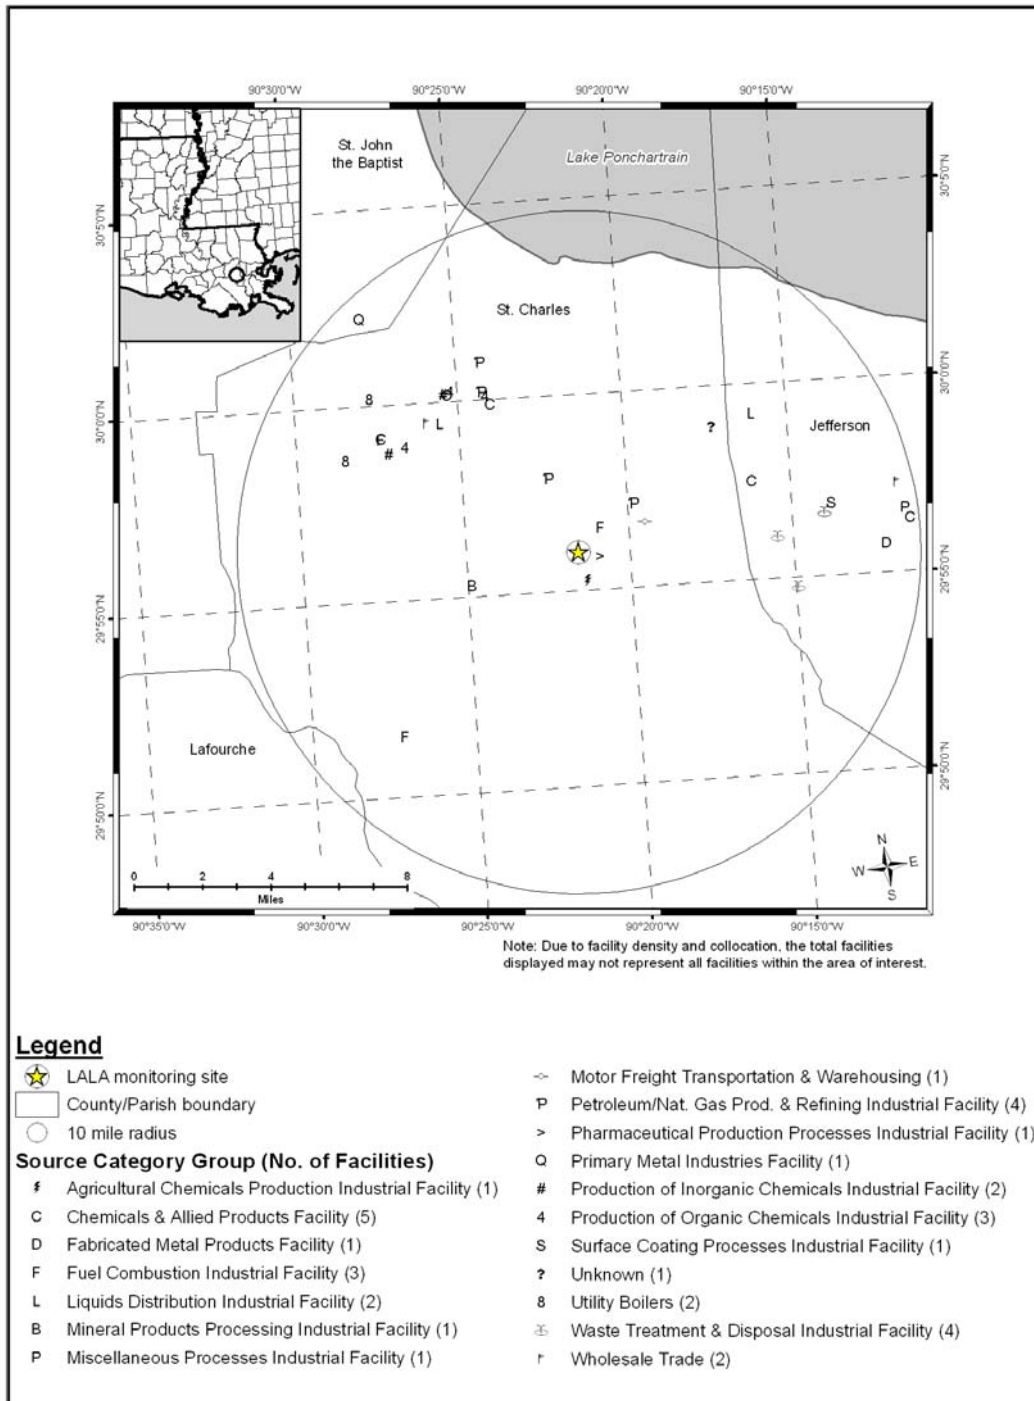 90°25'0"W 90°20'0"W 90°15'0"W
90°30'0"W
St. John
the Baptist
Lake Ponchartrain
30°5'0"N
30°5'0"N
St. Charles
Q
P
30°0'0"N
8
C
L
L
30°0'0"N
?
Jefferson
4
#
8
P
C
P
S
P
C
F
D
>
B
29°55'0"N
29°55'0"N
F
Lafourche
29°50'0"N
29°50'0"N
N
W E
S
0 2 4 6 8
Miles
90°35'0"W 90°30'0"W 90°25'0"W 90°20'0"W 90°15'0"W
Note: Due to facility density and collocation, the total facilities
displayed may not represent all facilities within the area of interest.
Legend
LALA monitoring site
County/Parish boundary
10 mile radius
Source Category Group (No. of Facilities)
Agricultural Chemicals Production Industrial Facility (1)
C Chemicals & Allied Products Facility (5)
D Fabricated Metal Products Facility (1)
F Fuel Combustion Industrial Facility (3)
L Liquids Distribution Industrial Facility (2)
B Mineral Products Processing Industrial Facility (1)
P Miscellaneous Processes Industrial Facility (1)
Motor Freight Transportation & Warehousing (1)
P Petroleum/Nat. Gas Prod. & Refining Industrial Facility (4)
> Pharmaceutical Production Processes Industrial Facility (1)
Q Primary Metal Industries Facility (1)
# Production of Inorganic Chemicals Industrial Facility (2)
4 Production of Organic Chemicals Industrial Facility (3)
S Surface Coating Processes Industrial Facility (1)
? Unknown (1)
8 Utility Boilers (2)
Waste Treatment & Disposal Industrial Facility (4)
Wholesale Trade (2)